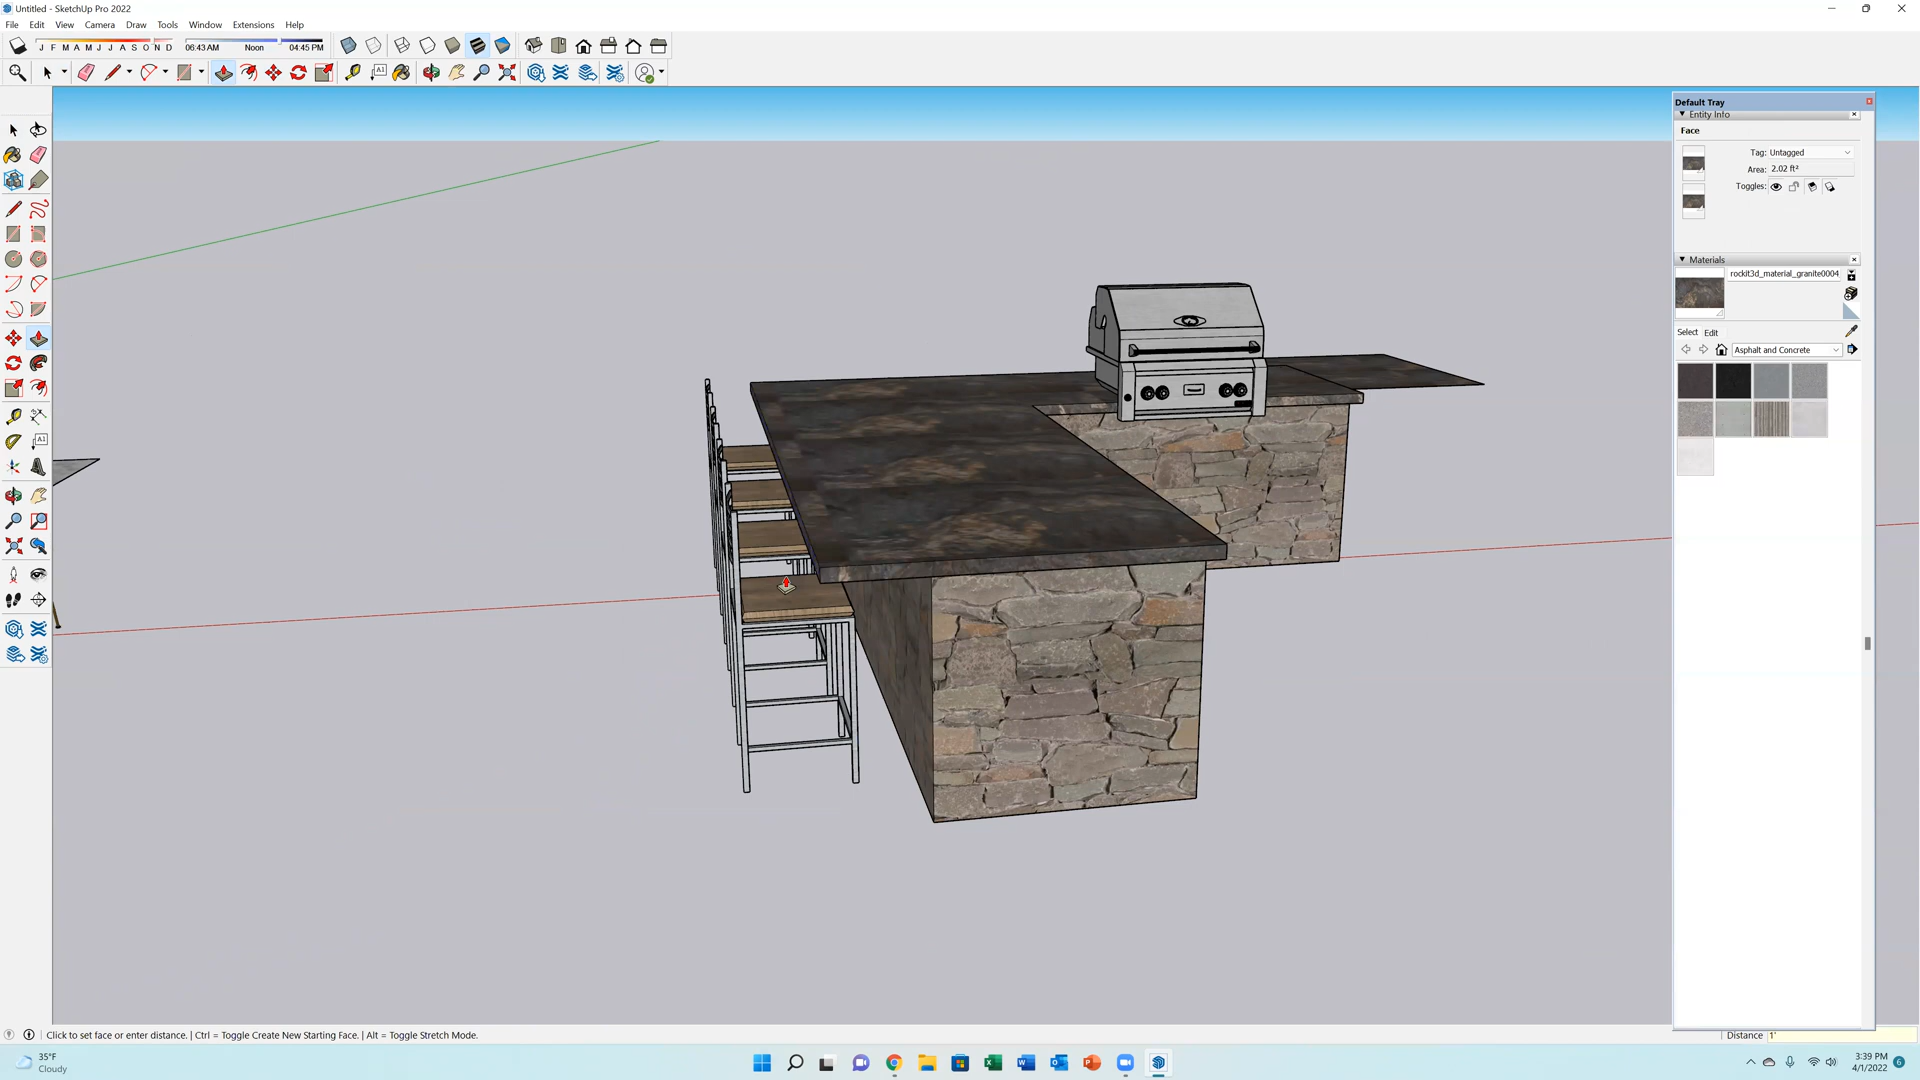 Untitled - SketchUp Pro 2022
File Edit View Camera Draw Tools Window Extensions Help
J F M A M J J A S O N D
06:43 AM Noon 04:45 PM
A1
A1
Default Tray
Entity Info
Face
Tag: Untagged
Area: 2.02 ft²
Toggles:
Materials
rockit3d_material_granite0004
Select Edit
Asphalt and Concrete
Click to set face or enter distance. | Ctrl = Toggle Create New Starting Face. | Alt = Toggle Stretch Mode.
Distance 1'
35°F
Cloudy
3:39 PM
4/1/2022
6